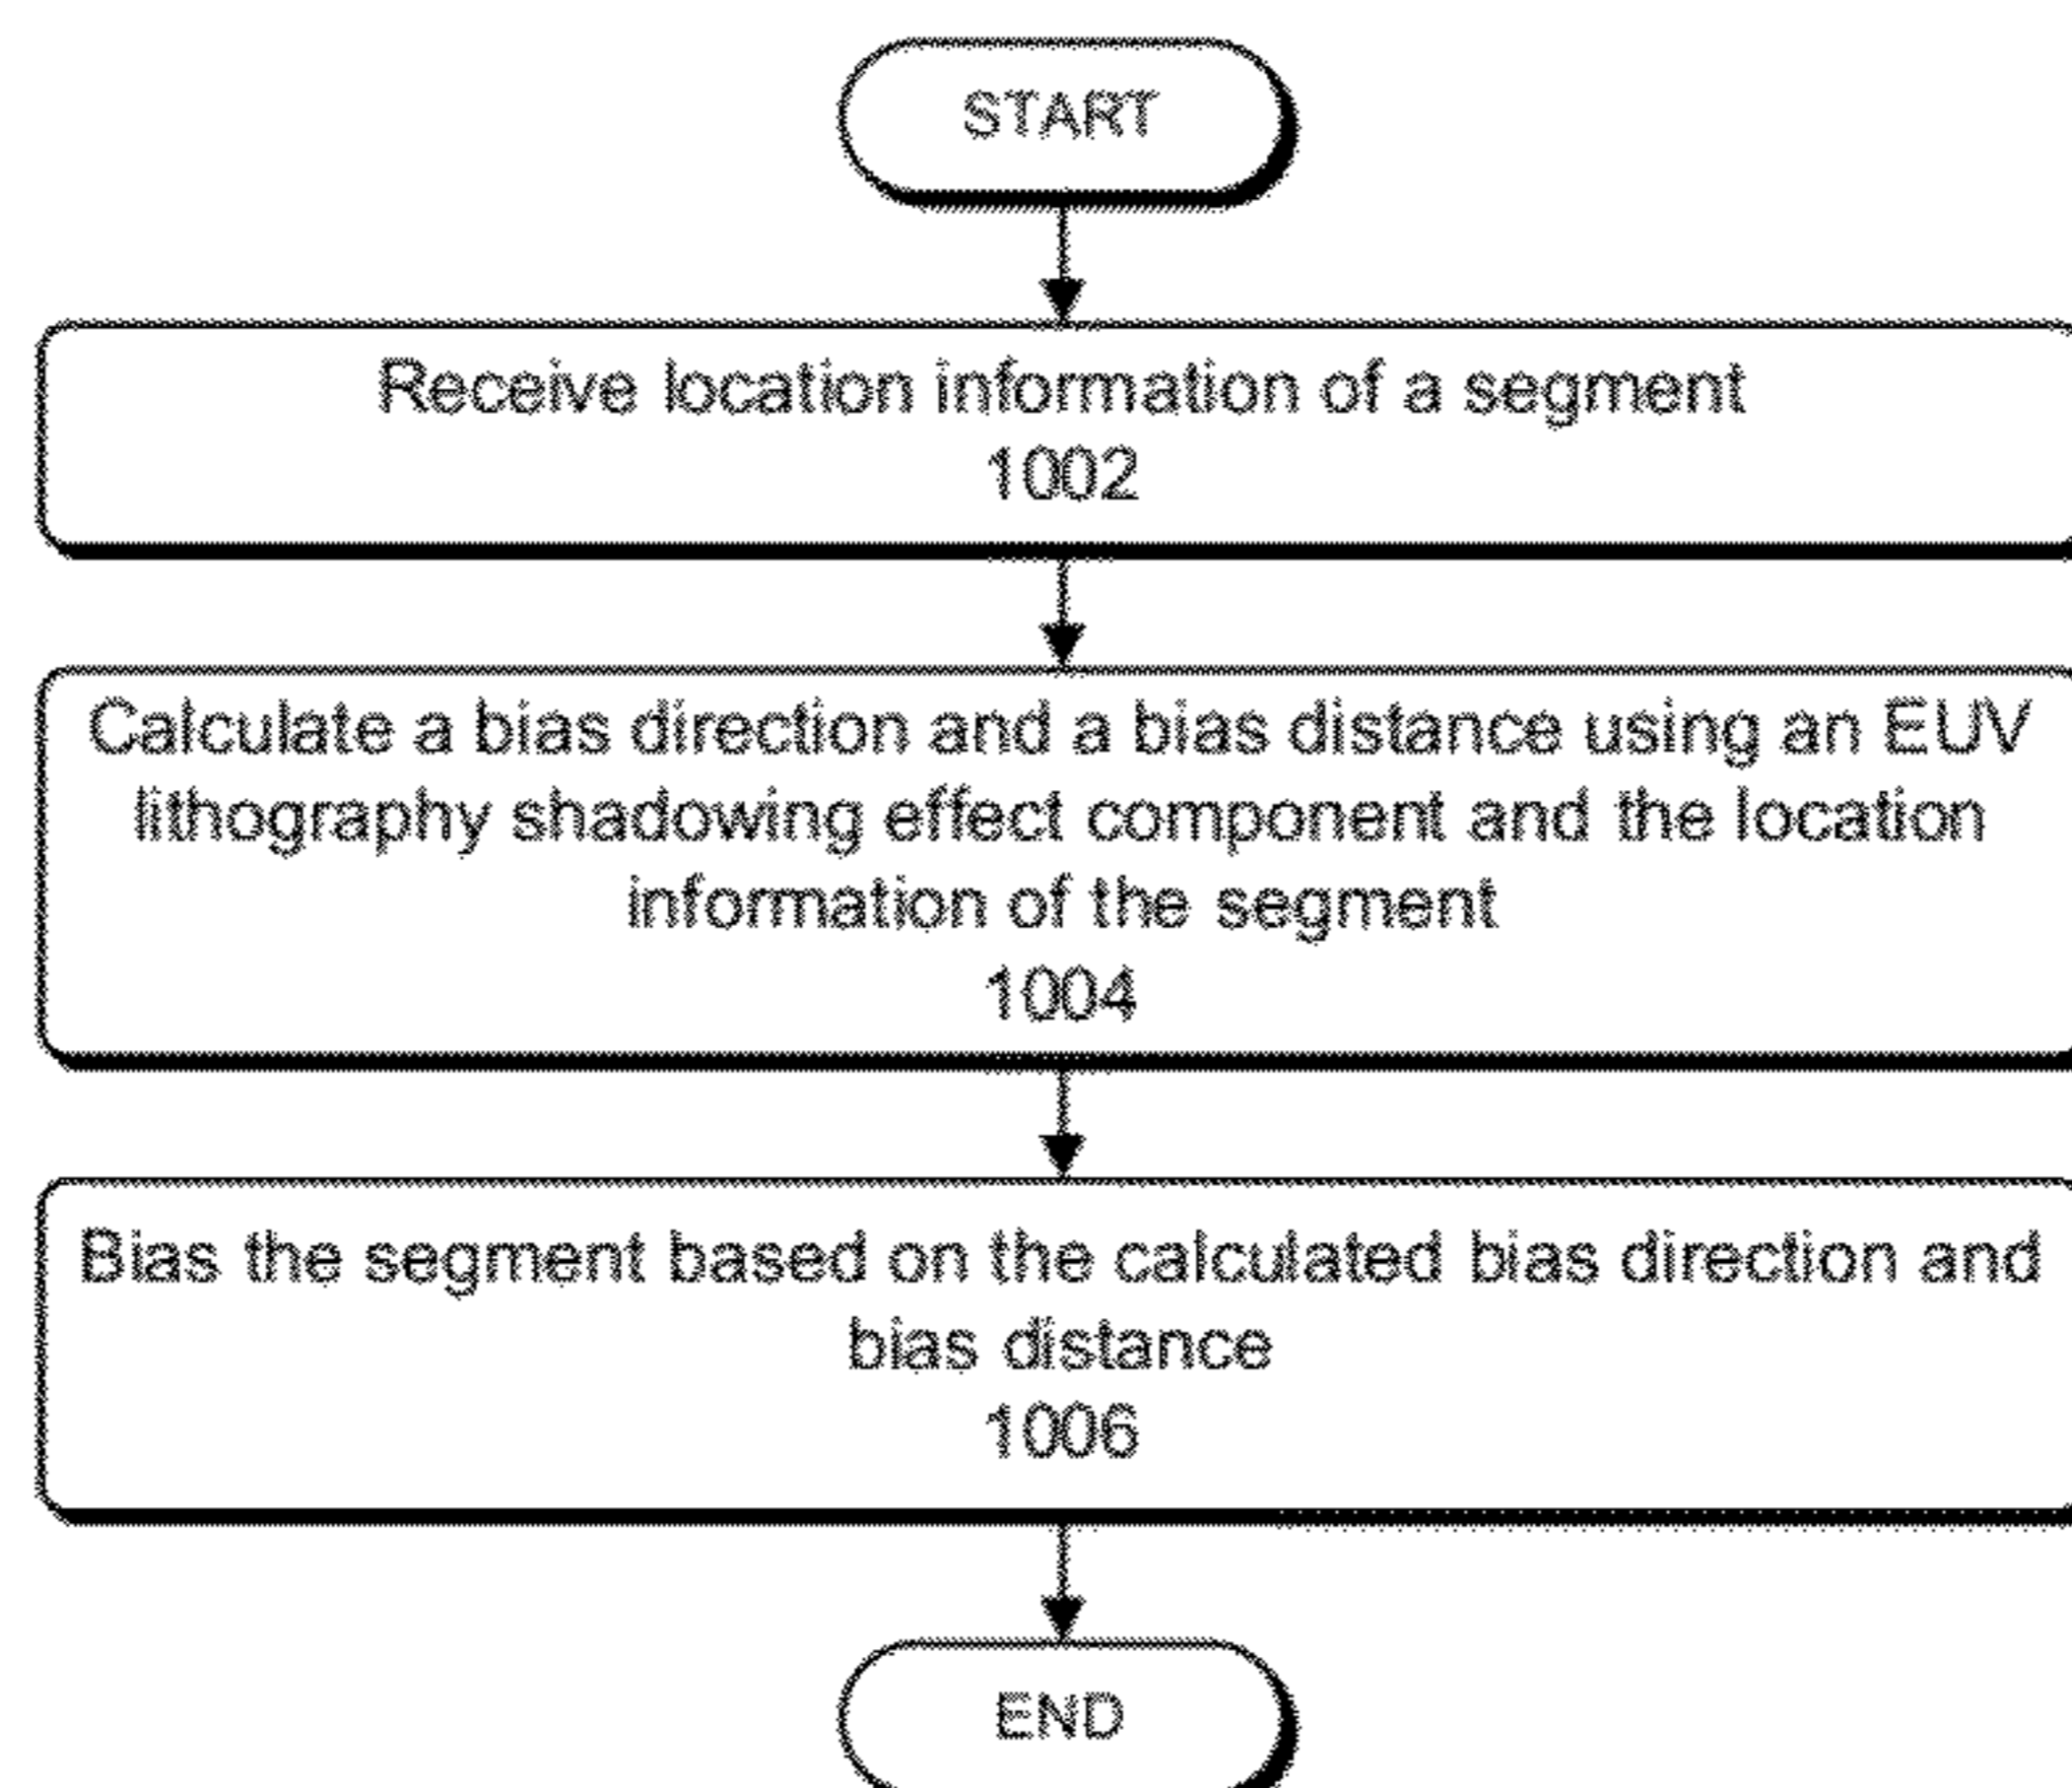 START
Receive location information of a segment
1002
Calculate a bias direction and a bias distance using an EUV
lithography shadowing effect component and the location
information of the segment
1004
Bias the segment based on the calculated bias direction and
bias distance
1006
END